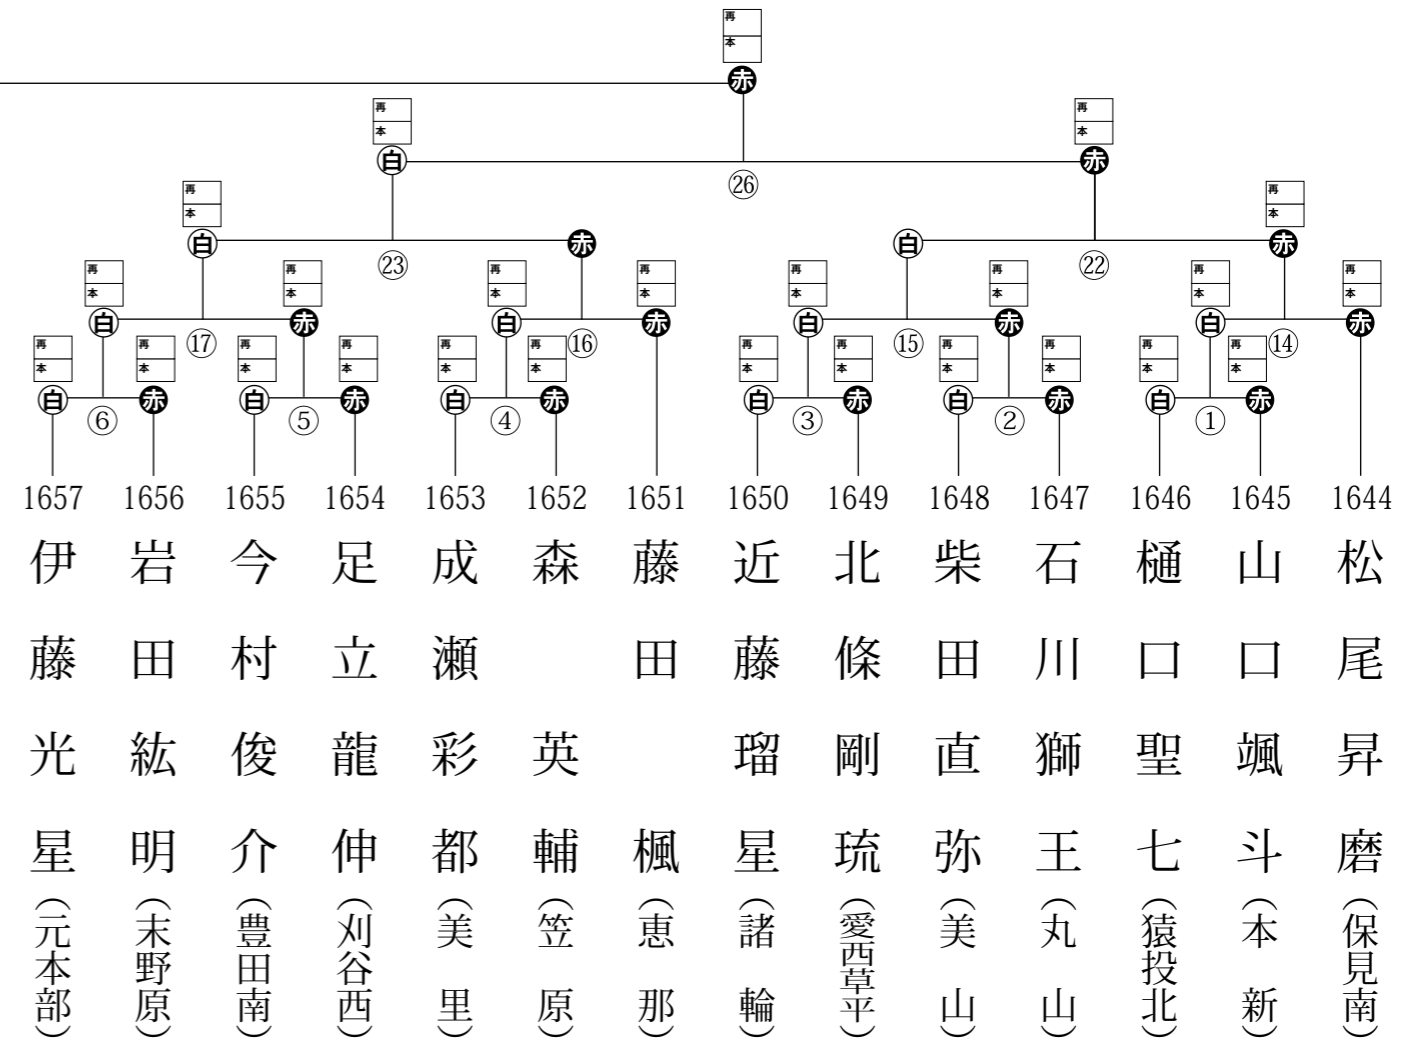 再
本
赤
再
本
再
本
白
赤
㉖
再
本
再
本
白
赤
白
赤
㉓
㉒
再
本
再
本
再
本
再
本
再
本
再
本
再
本
再
本
白
赤
白
赤
白
赤
白
赤
⑰
⑯
⑮
⑭
再
本
再
本
再
本
再
本
再
本
再
本
再
本
再
本
再
本
再
本
再
本
再
本
白
赤
白
赤
白
赤
白
赤
白
赤
白
赤
⑥
⑤
④
③
②
①
1644 松尾昇磨(保見南)
1645 山口颯斗(本新)
1646 樋口聖七(猿投北)
1647 石川獅王(丸山)
1648 柴田直弥(美山)
1649 北條剛琉(愛西草平)
1650 近藤瑠星(諸輪)
1651 藤田楓(恵那)
1652 森英輔(笠原)
1653 成瀬彩都(美里)
1654 足立龍伸(刈谷西)
1655 今村俊介(豊田南)
1656 岩田紘明(末野原)
1657 伊藤光星(元本部)